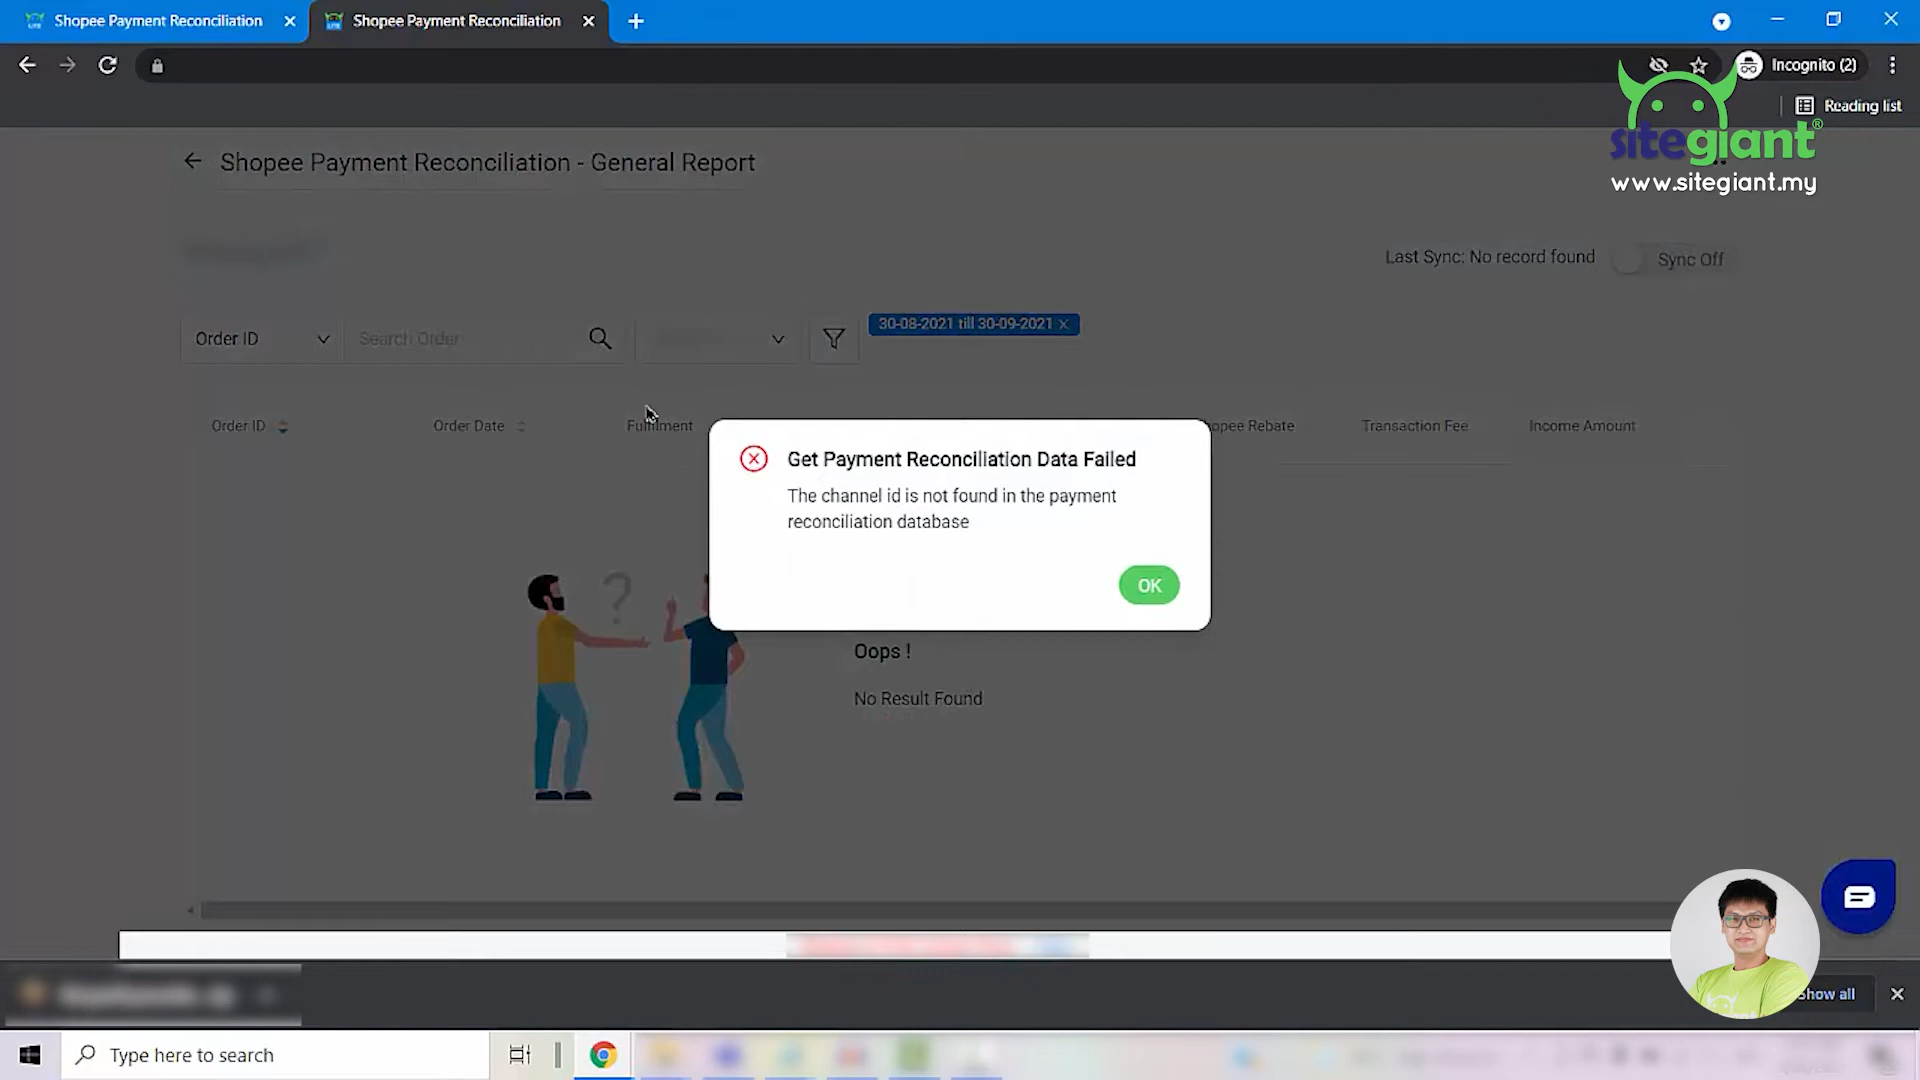 Shopee Payment Reconciliation
Shopee Payment Reconciliation
Incognito (2)
Reading list
sitegiant®
www.sitegiant.my
Shopee Payment Reconciliation - General Report
Last Sync: No record found
Sync Off
Order ID
Search Order
30-08-2021 till 30-09-2021
Order ID
Order Date
Fulfilment
opee Rebate
Transaction Fee
Income Amount
Get Payment Reconciliation Data Failed
The channel id is not found in the payment
reconciliation database
OK
?
Oops !
No Result Found
Show all
Type here to search